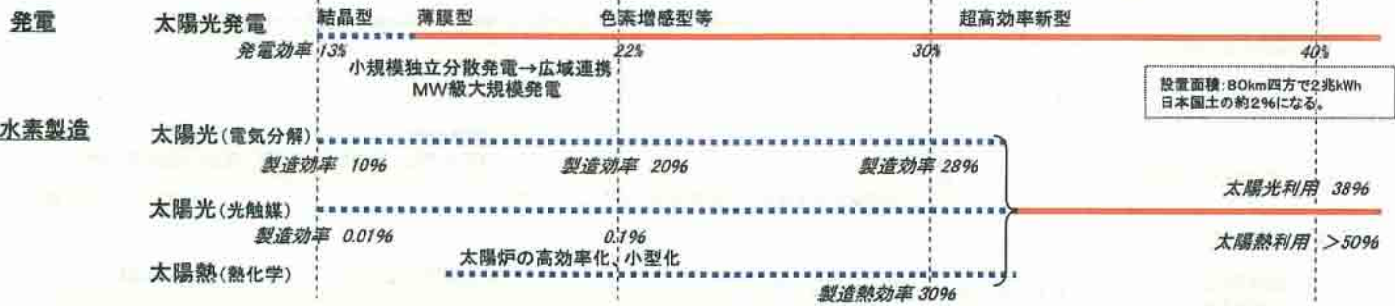 発電 太陽光発電 結晶型 薄膜型 色素増感型等 超高効率新型
発電効率 13% 22% 30% 40%
小規模独立分散発電→広域連携
MW級大規模発電
設置面積:80km四方で2兆kWh
日本国土の約2%になる。
水素製造 太陽光(電気分解)
製造効率 10% 製造効率 20% 製造効率 28%
太陽光利用 38%
太陽光(光触媒)
製造効率 0.01% 0.1%
太陽熱利用 >50%
太陽炉の高効率化、小型化
太陽熱(熱化学)
製造熱効率 30%